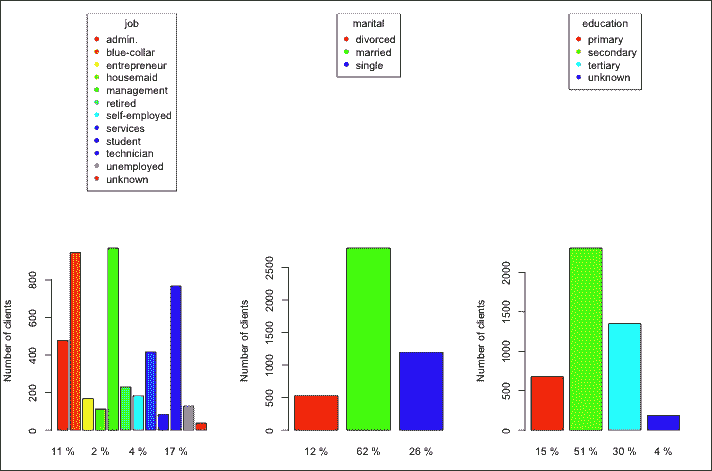 job
admin.
blue-collar
entrepreneur
housemaid
management
retired
self-employed
services
student
technician
unemployed
unknown
marital
divorced
married
single
education
primary
secondary
tertiary
unknown
Number of clients
0
200
400
600
800
11 %
2 %
4 %
17 %
Number of clients
0
500
1000
1500
2000
2500
12 %
62 %
26 %
Number of clients
0
500
1000
1500
2000
15 %
51 %
30 %
4 %